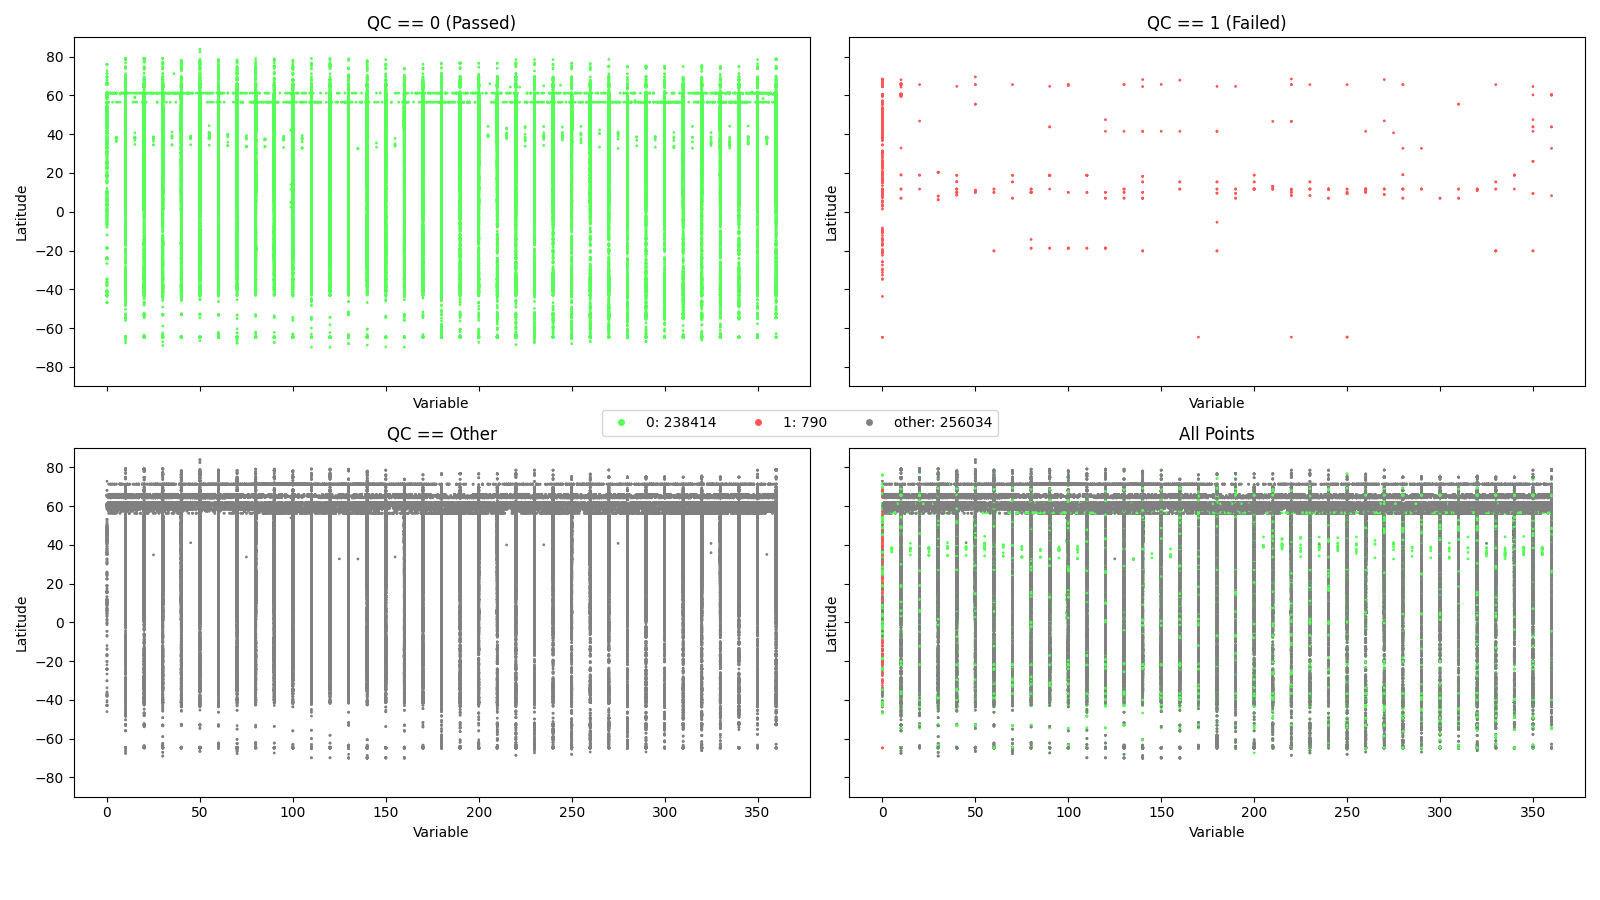 QC == 0 (Passed)
QC == 1 (Failed)
80
60
40
20
0
−20
−40
−60
−80
Latitude
Latitude
Variable
Variable
0: 238414
1: 790
other: 256034
QC == Other
All Points
80
60
40
20
0
−20
−40
−60
−80
Latitude
Latitude
0 50 100 150 200 250 300 350
0 50 100 150 200 250 300 350
Variable
Variable